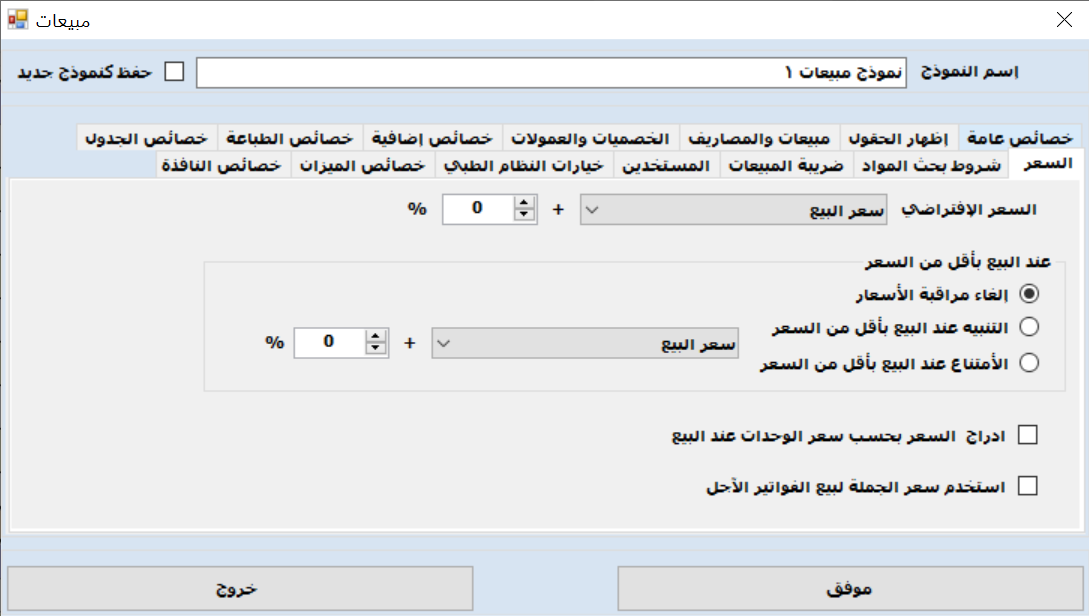 مبيعات
إسم النموذج نموذج مبيعات ١ حفظ كنموذج جديد
خصائص عامة إظهار الحقول مبيعات والمصاريف الخصميات والعمولات خصائص إضافية خصائص الطباعة خصائص الجدول
السعر شروط بحث المواد ضريبة المبيعات المستخدين خيارات النظام الطبي خصائص الميزان خصائص النافذة
السعر الإفتراضي سعر البيع + 0 %
عند البيع بأقل من السعر
إلغاء مراقبة الأسعار
التنبيه عند البيع بأقل من السعر
سعر البيع + 0 %
الأمتناع عند البيع بأقل من السعر
ادراج السعر بحسب سعر الوحدات عند البيع
استخدم سعر الجملة لبيع الفواتير الآجل
موفق خروج